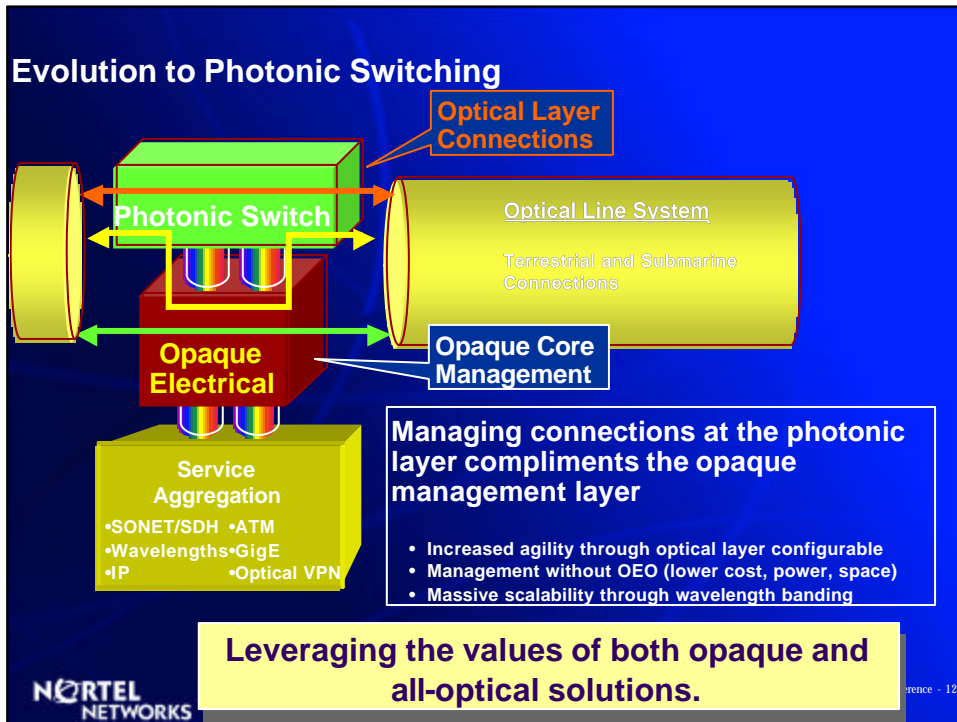 Evolution to Photonic Switching
Optical Layer
Connections
Photonic Switch
Optical Line System
Terrestrial and Submarine
Connections
Opaque
Electrical
Opaque Core
Management
Service
Aggregation
•SONET/SDH •ATM
•Wavelengths•GigE
•IP •Optical VPN
Managing connections at the photonic
layer compliments the opaque
management layer
• Increased agility through optical layer configurable
• Management without OEO (lower cost, power, space)
• Massive scalability through wavelength banding
Leveraging the values of both opaque and
all-optical solutions.
NORTEL
NETWORKS
erence - 12